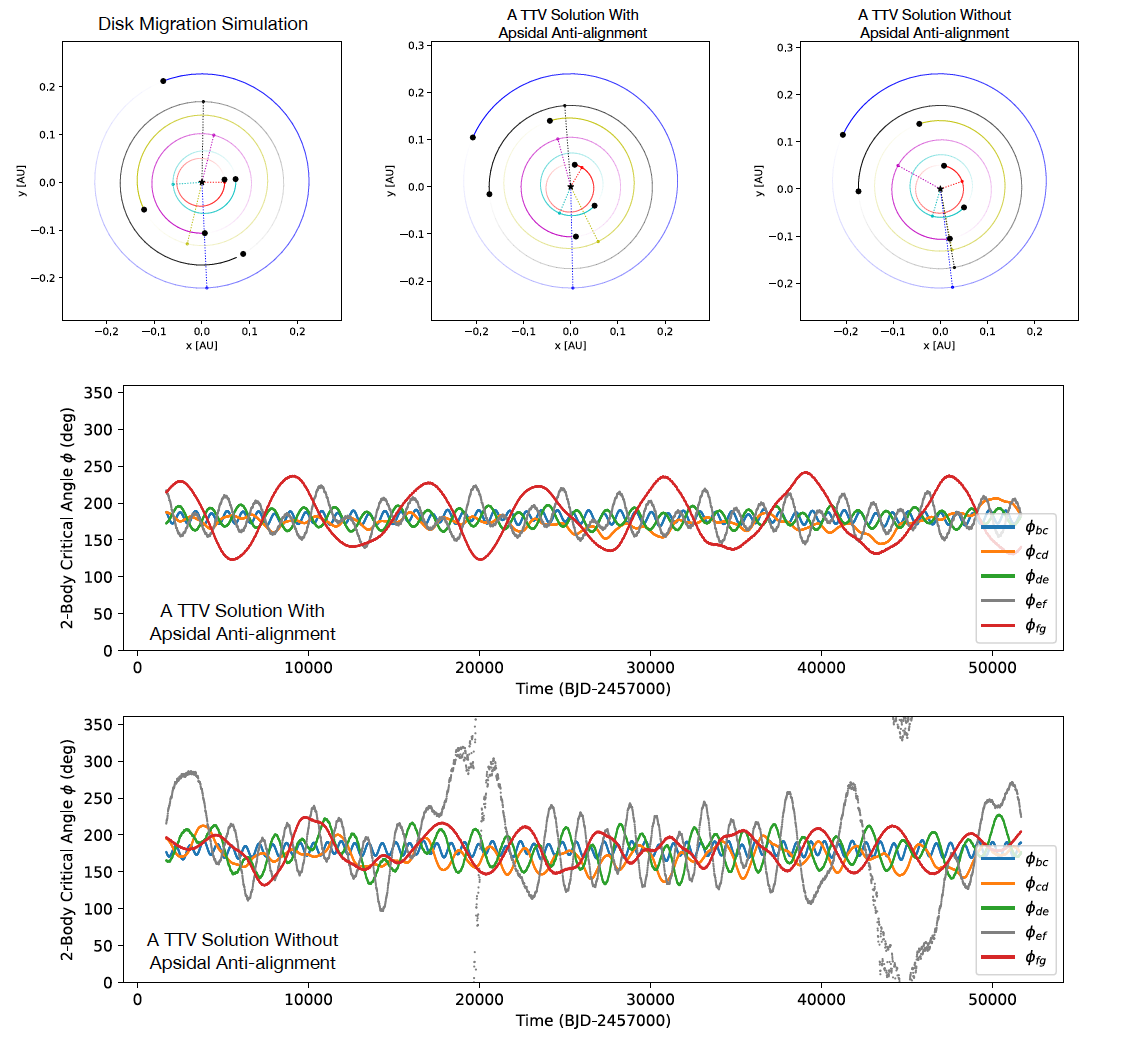 Disk Migration Simulation
A TTV Solution With
Apsidal Anti-alignment
A TTV Solution Without
Apsidal Anti-alignment
0.2
0.1
0.0
−0.1
−0.2
y [AU]
−0.2 −0.1 0.0 0.1 0.2
x [AU]
0.3
0.2
0.1
0.0
−0.1
−0.2
y [AU]
−0.2 −0.1 0.0 0.1 0.2
x [AU]
0.3
0.2
0.1
0.0
−0.1
−0.2
y [AU]
−0.2 −0.1 0.0 0.1 0.2
x [AU]
350
300
250
200
150
100
50
0
2-Body Critical Angle ϕ (deg)
A TTV Solution With
Apsidal Anti-alignment
ϕbc
ϕcd
ϕde
ϕef
ϕfg
0 10000 20000 30000 40000 50000
Time (BJD-2457000)
350
300
250
200
150
100
50
0
2-Body Critical Angle ϕ (deg)
A TTV Solution Without
Apsidal Anti-alignment
ϕbc
ϕcd
ϕde
ϕef
ϕfg
0 10000 20000 30000 40000 50000
Time (BJD-2457000)